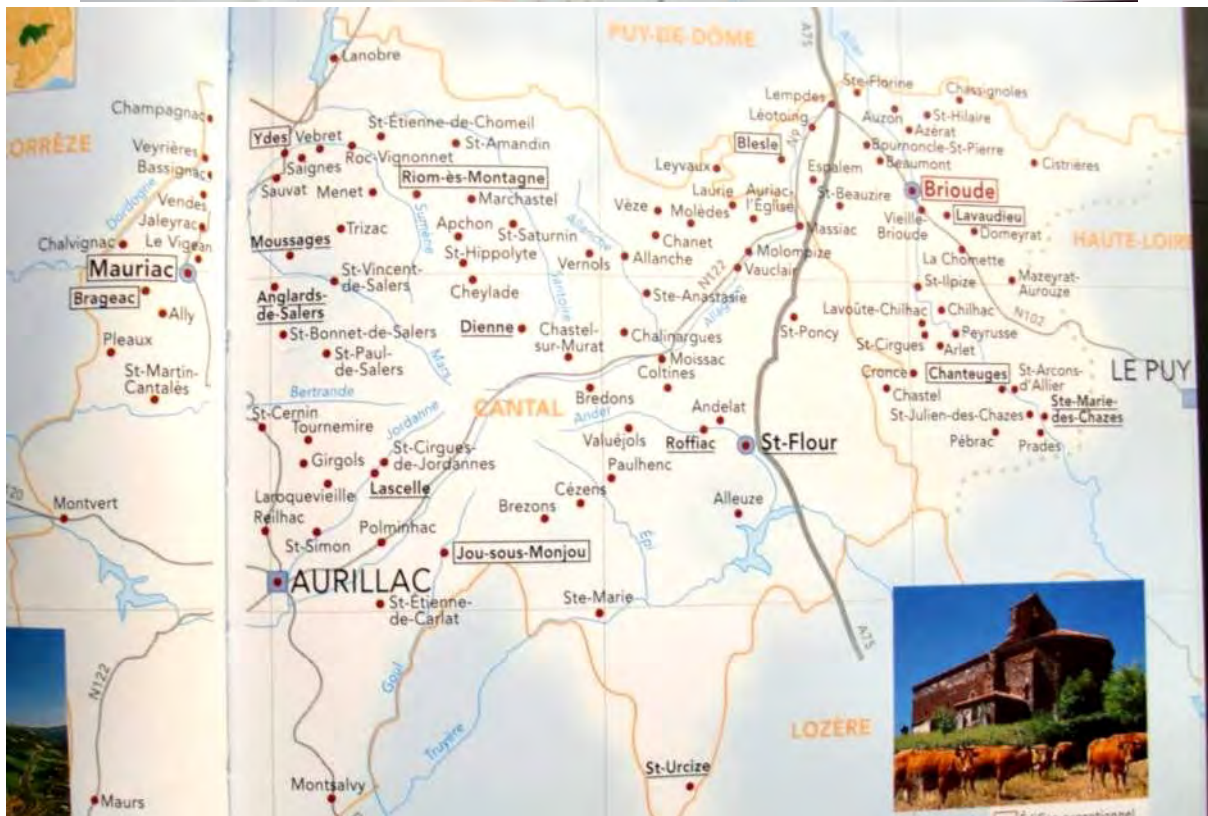 PUY-DE-DÔME
A75
Allier
Lanobre
Ste-Florine
Chassignoles
Lempdes
Champagnac
Léotoing
Auzon
St-Hilaire
Azérat
St-Étienne-de-Chomeil
Ydes
Vebret
St-Amandin
Blesle
Bournoncle-St-Pierre
Beaumont
Cistrières
ORRÈZE
Veyrières
Bassignac
Saignes
Roc-Vignonnet
Leyvaux
Espalem
Sauvat
Menet
Riom-ès-Montagne
Laurie
Auriac-
l'Église
St-Beauzire
Brioude
Dordogne
Vendes
Jaleyrac
Marchastel
Sumène
Vèze
Molèdes
Vieille-
Brioude
Lavaudieu
Domeyrat
HAUTE-LOIRE
Chalvignac
Le Vigean
Moussages
Trizac
Apchon
St-Saturnin
Allanche
Chanet
Massiac
St-Hippolyte
Vernols
Allanche
Molompize
La Chomette
Mauriac
St-Vincent-
de-Salers
Cheylade
Santoire
Vauclair
N122
St-Ilpize
Mazeyrat-
Aurouze
Brageac
Anglards-
de-Salers
Ste-Anastasie
Alagnon
Ally
Lavoûte-Chilhac
Chilhac
N102
St-Bonnet-de-Salers
Dienne
Chastel-
sur-Murat
Chalinargues
St-Poncy
St-Cirgues
Peyrusse
Arlet
Pleaux
St-Paul-
de-Salers
Mars
Moissac
Coltines
Cronce
Chanteuges
St-Arcons-
d'Allier
LE PUY
St-Martin-
Cantalès
Bertrande
Bredons
Chastel
Ste-Marie-
des-Chazes
St-Cernin
Tournemire
Jordanne
CANTAL
Ander
Andelat
St-Julien-des-Chazes
Girgols
St-Cirgues-
de-Jordannes
Valuéjols
Roffiac
St-Flour
Pébrac
Prades
Laroquevieille
Lascelle
Paulhenc
Cézens
Montvert
Reilhac
Brezons
Alleuze
St-Simon
Polminhac
Epi
Jou-sous-Monjou
AURILLAC
St-Étienne-
de-Carlat
Ste-Marie
A75
N122
Goul
Truyère
LOZÈRE
St-Urcize
Montsalvy
Maurs